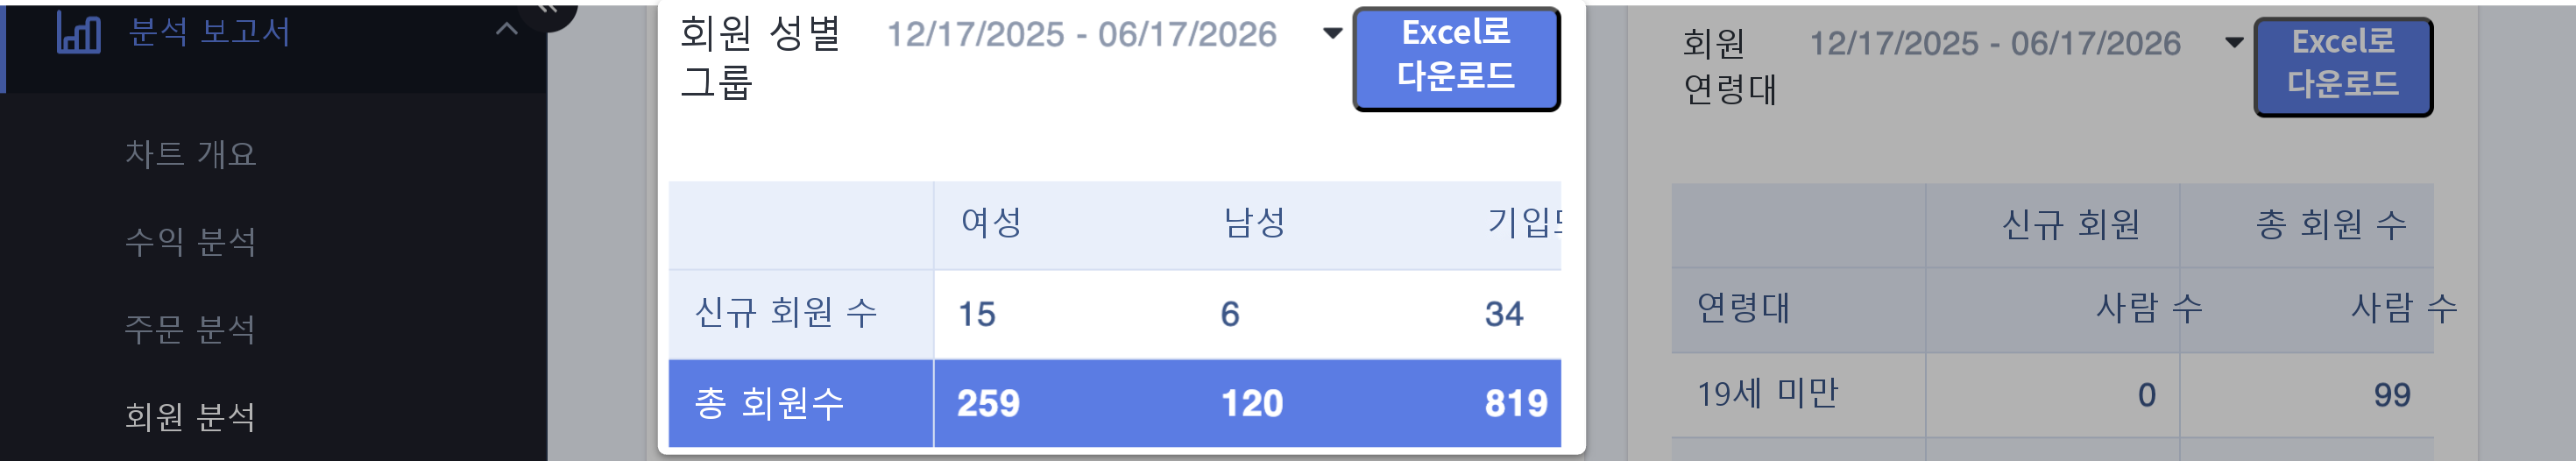 분석 보고서
차트 개요
수익 분석
주문 분석
회원 분석
회원 성별
그룹
12/17/2025 - 06/17/2026
Excel로
다운로드
여성 남성
신규 회원 수 15 6 34
총 회원수 259 120 819
회원
연령대
12/17/2025 - 06/17/2026
Excel로
다운로드
신규 회원 총 회원 수
연령대 사람 수 사람 수
19세 미만 0 99